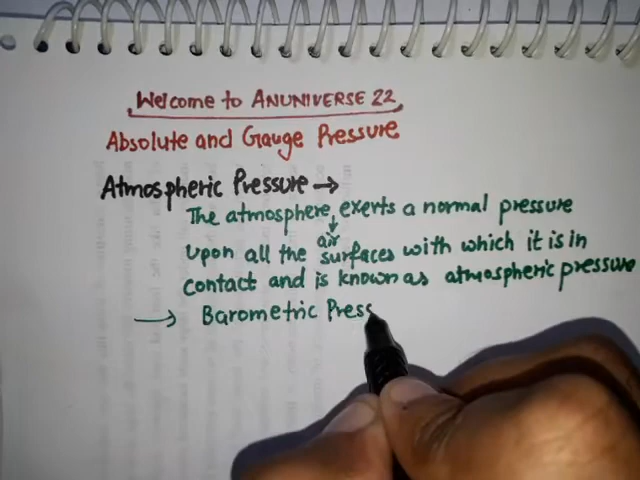 Welcome to ANUNIVERSE 22
Absolute and Gauge Pressure
Atmospheric Pressure →
The atmosphere, exerts a normal pressure
air
upon all the surfaces with which it is in
contact and is known as atmospheric pressure
→ Barometric Press